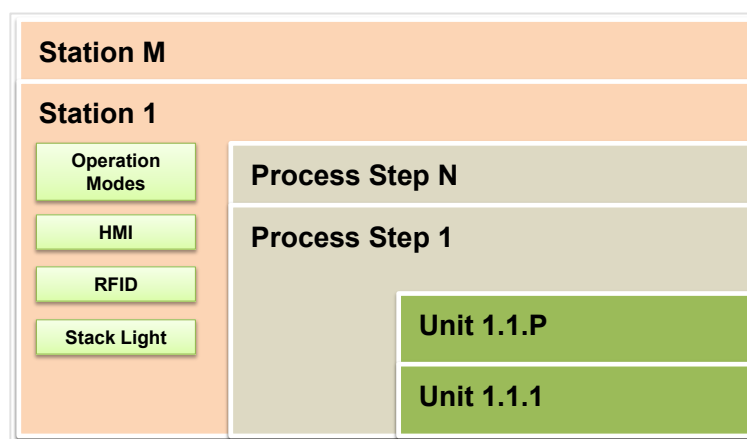 Station M
Station 1
Operation
Modes
HMI
RFID
Stack Light
Process Step N
Process Step 1
Unit 1.1.P
Unit 1.1.1